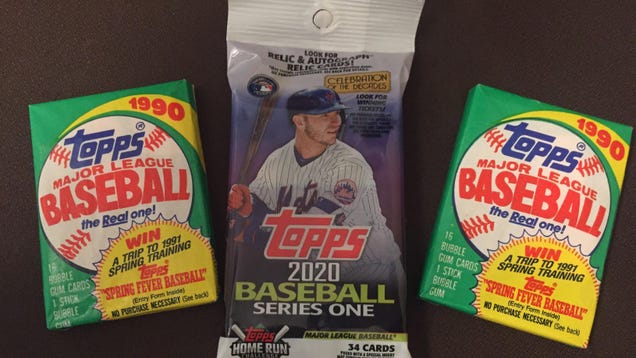 1990
Topps®
MAJOR LEAGUE
BASEBALL
the Real one!
WIN
A TRIP TO 1991
SPRING TRAINING
Topps
"SPRING FEVER BASEBALL"
(Entry Form Inside)
NO PURCHASE NECESSARY (See back)
16
BUBBLE
GUM CARDS
1 STICK
BUBBLE
GUM
LOOK FOR
RELIC & AUTOGRAPH
RELIC CARDS!
CELEBRATION
OF THE DECADES
LOOK FOR
WINNING
TICKETS!
Mets
Topps
2020
BASEBALL
SERIES ONE
MAJOR LEAGUE BASEBALL®
Topps
HOME RUN
CHALLENGE
34 CARDS
1990
Topps®
MAJOR LEAGUE
BASEBALL
the Real one!
WIN
A TRIP TO 1991
SPRING TRAINING
Topps
"SPRING FEVER BASEBALL"
(Entry Form Inside)
NO PURCHASE NECESSARY (See back)
16
BUBBLE
GUM CARDS
1 STICK
BUBBLE
GUM